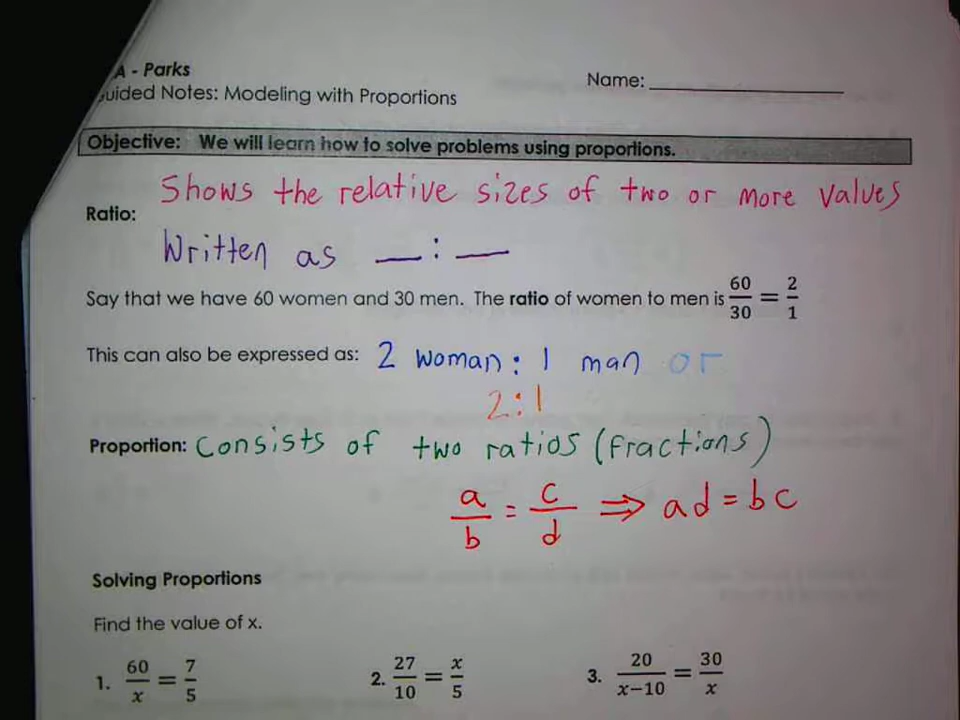 A - Parks
Name:
uided Notes: Modeling with Proportions
Objective: We will learn how to solve problems using proportions.
Shows the relative sizes of two or more values
Ratio:
Written as __ : __
Say that we have 60 women and 30 men. The ratio of women to men is 60/30 = 2/1
This can also be expressed as: 2 woman : 1 man or
2:1
Proportion: Consists of two ratios (fractions)
a/b = c/d ⇒ ad = bc
Solving Proportions
Find the value of x.
1. 60/x = 7/5 2. 27/10 = x/5 3. 20/(x−10) = 30/x